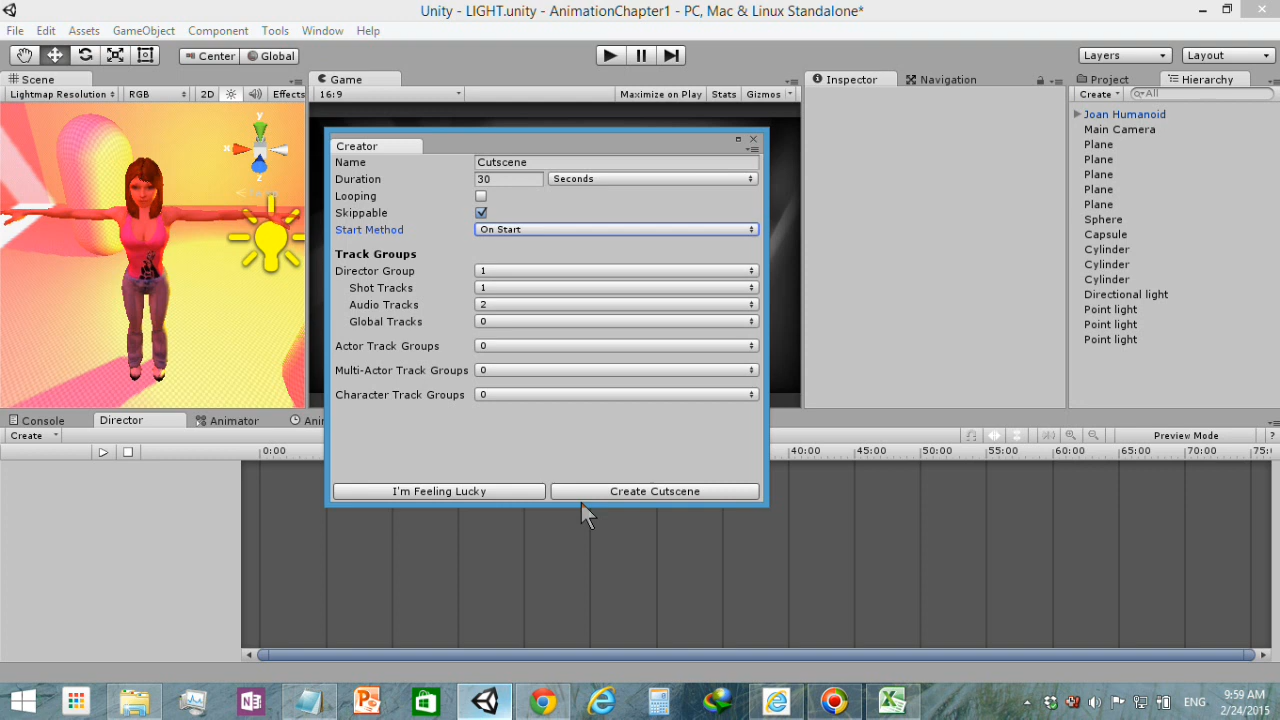 Unity - LIGHT.unity - AnimationChapter1 - PC, Mac & Linux Standalone*
File Edit Assets GameObject Component Tools Window Help
Center Global Layers Layout
Scene Game Inspector Navigation Project Hierarchy
Lightmap Resolution RGB 2D Effects 16:9 Maximize on Play Stats Gizmos Create All
Joan Humanoid
Main Camera
Plane
Plane
Plane
Plane
Plane
Sphere
Capsule
Cylinder
Cylinder
Cylinder
Directional light
Point light
Point light
Point light
y
x
z
Creator
Name Cutscene
Duration 30 Seconds
Looping
Skippable
Start Method On Start
Track Groups
Director Group 1
Shot Tracks 1
Audio Tracks 2
Global Tracks 0
Actor Track Groups 0
Multi-Actor Track Groups 0
Character Track Groups 0
I'm Feeling Lucky Create Cutscene
Console Director Animator Ani
Create Preview Mode ?
0:00 40:00 45:00 50:00 55:00 60:00 65:00 70:00 75:
ENG 9:59 AM
2/24/2015